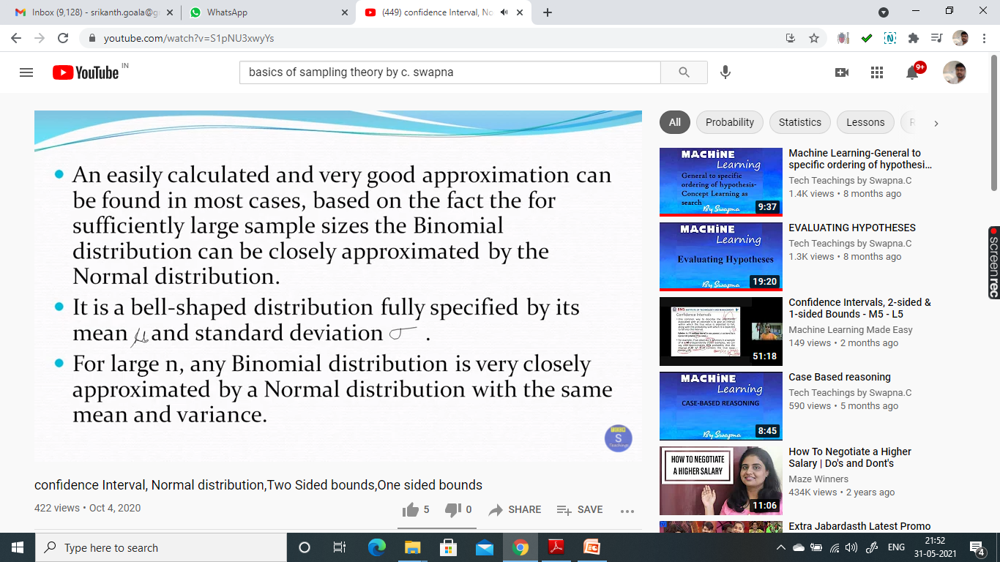 Inbox (9,128) - srikanth.goala@g
WhatsApp
(449) confidence Interval, No
youtube.com/watch?v=S1pNU3xwyYs
YouTube IN
basics of sampling theory by c. swapna
9+
• An easily calculated and very good approximation can
be found in most cases, based on the fact the for
sufficiently large sample sizes the Binomial
distribution can be closely approximated by the
Normal distribution.
• It is a bell-shaped distribution fully specified by its
mean μ and standard deviation σ .
• For large n, any Binomial distribution is very closely
approximated by a Normal distribution with the same
mean and variance.
S
Teachings
confidence Interval, Normal distribution,Two Sided bounds,One sided bounds
422 views • Oct 4, 2020
5
0
SHARE
SAVE
All
Probability
Statistics
Lessons
MACHiNE
Learning
General to specific
ordering of hypothesis-
Concept Learning as
search
By Swapna
9:37
Machine Learning-General to
specific ordering of hypothesi...
Tech Teachings by Swapna.C
1.4K views • 8 months ago
MACHiNE
Learning
Evaluating Hypotheses
By Swapna
19:20
EVALUATING HYPOTHESES
Tech Teachings by Swapna.C
1.3K views • 8 months ago
Confidence Intervals
51:18
Confidence Intervals, 2-sided &
1-sided Bounds - M5 - L5
Machine Learning Made Easy
149 views • 2 months ago
MACHiNE
Learning
CASE-BASED REASONING
By Swapna
8:45
Case Based reasoning
Tech Teachings by Swapna.C
590 views • 5 months ago
HOW TO NEGOTIATE
A HIGHER SALARY
11:06
How To Negotiate a Higher
Salary | Do's and Dont's
Maze Winners
434K views • 2 years ago
Extra Jabardasth Latest Promo
Screenrec
Type here to search
ENG
21:52
31-05-2021
4